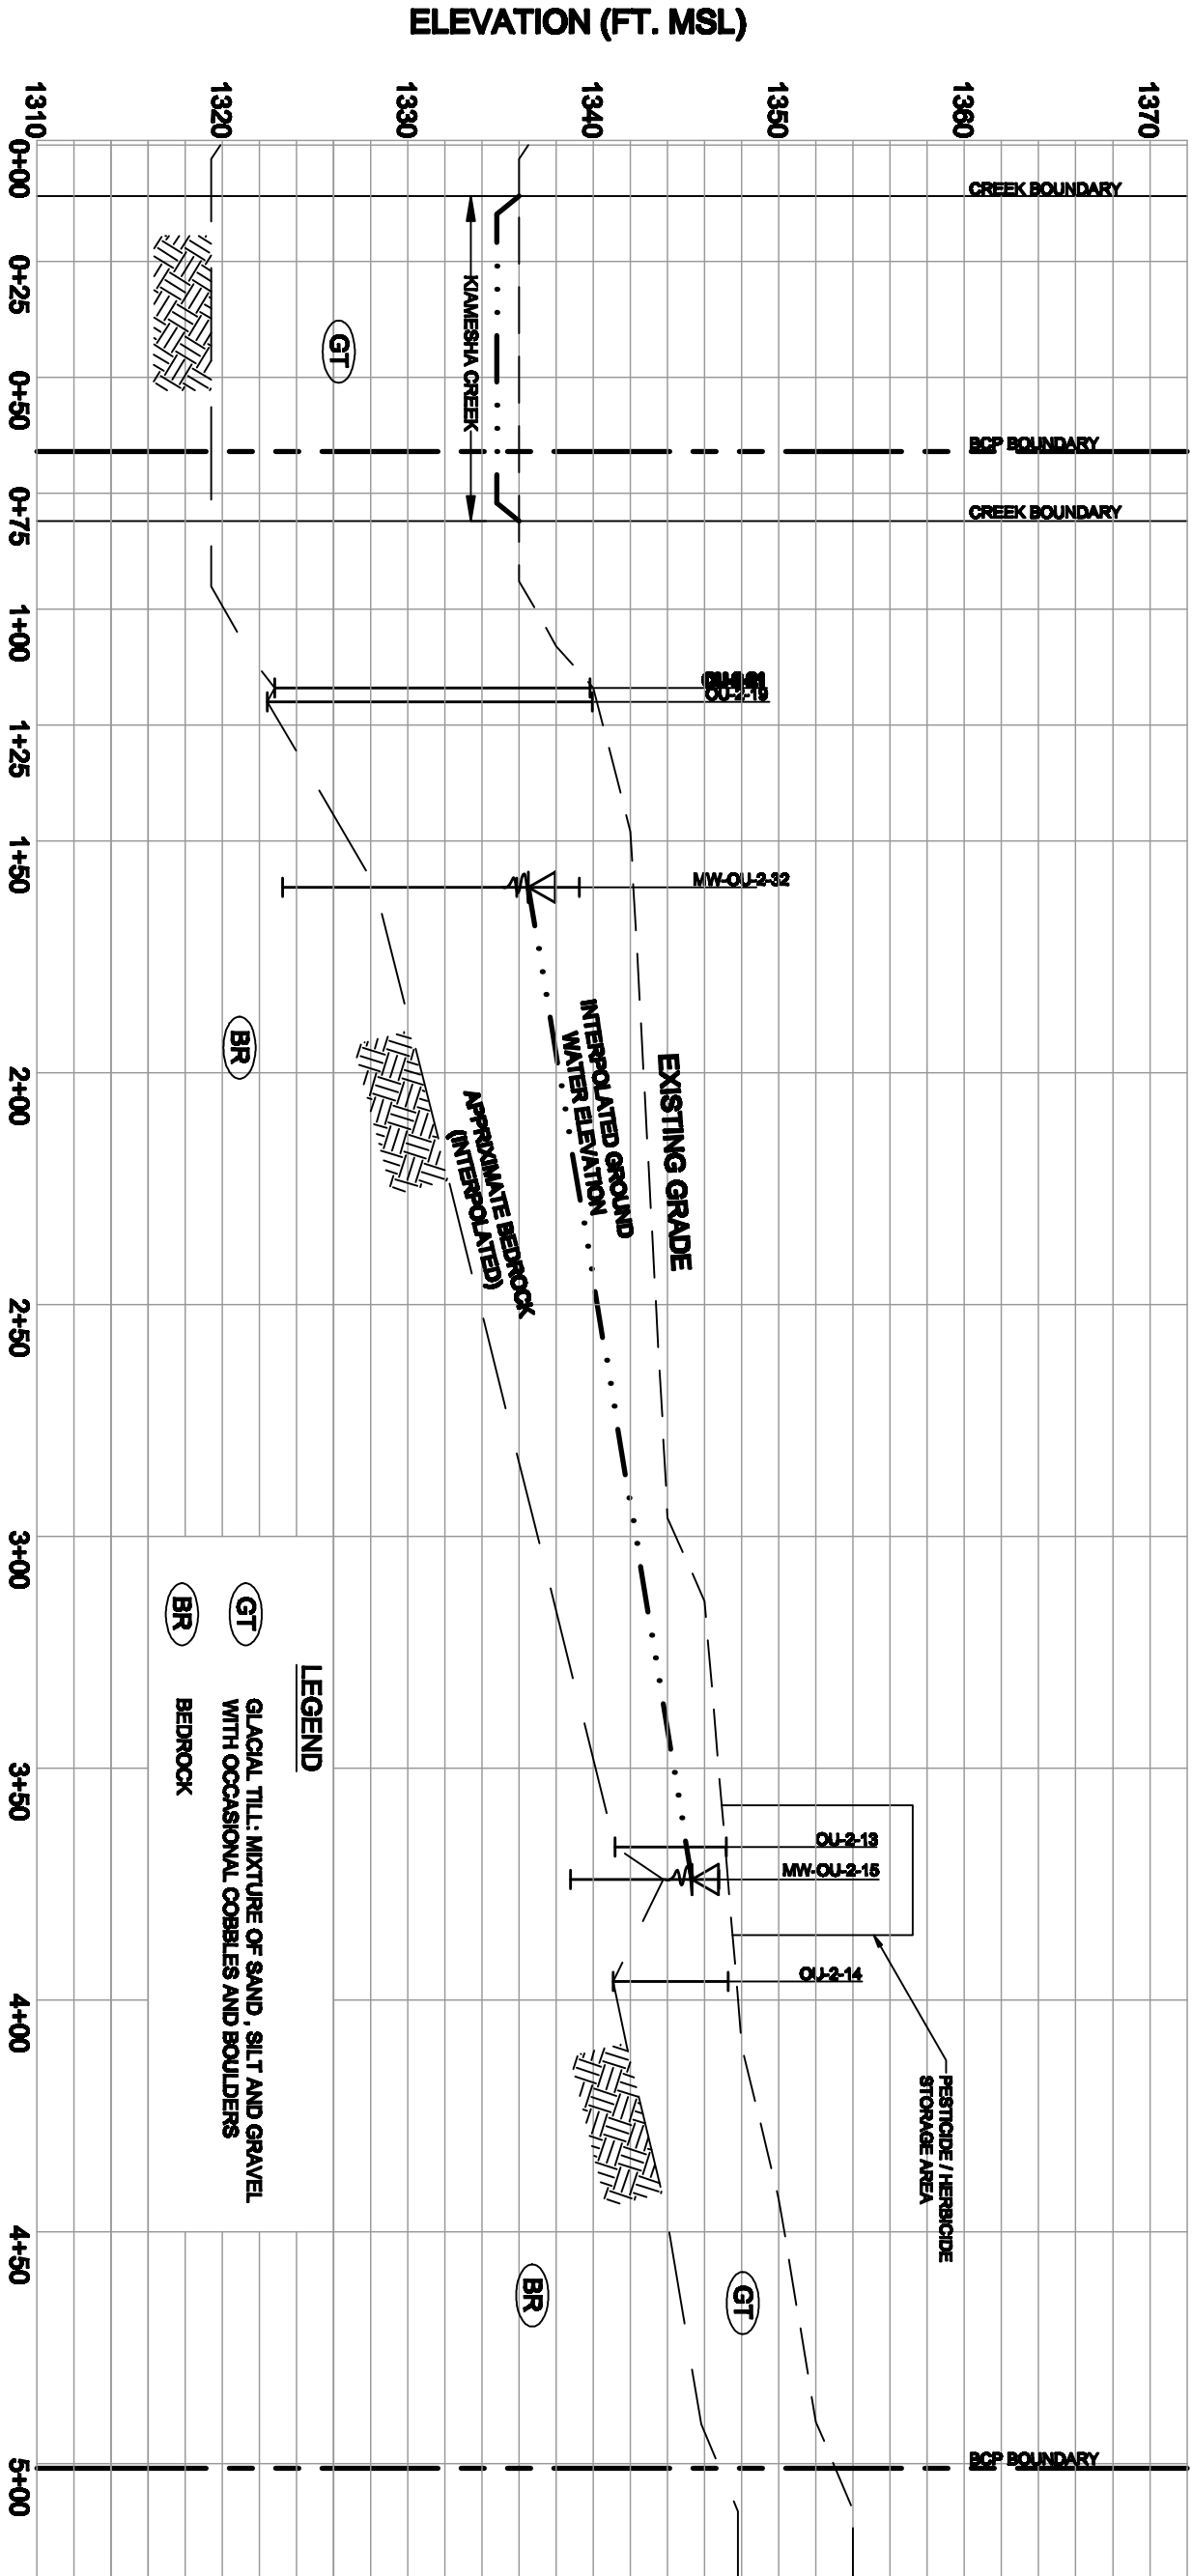 ELEVATION (FT. MSL)
1370
1360
1350
1340
1330
1320
1310
0+00
0+25
0+50
0+75
1+00
1+25
1+50
2+00
2+50
3+00
3+50
4+00
4+50
5+00
CREEK BOUNDARY
BCP BOUNDARY
CREEK BOUNDARY
KIAMESHA CREEK
GT
OU-2-19
MW-OU-2-32
EXISTING GRADE
INTERPOLATED GROUND
WATER ELEVATION
APPRIXIMATE BEDROCK
(INTERPOLATED)
BR
OU-2-13
MW-OU-2-15
OU-2-14
PESTICIDE / HERBICIDE
STORAGE AREA
GT
BR
BCP BOUNDARY
LEGEND
GT
GLACIAL TILL: MIXTURE OF SAND , SILT AND GRAVEL
WITH OCCASIONAL COBBLES AND BOULDERS
BR
BEDROCK